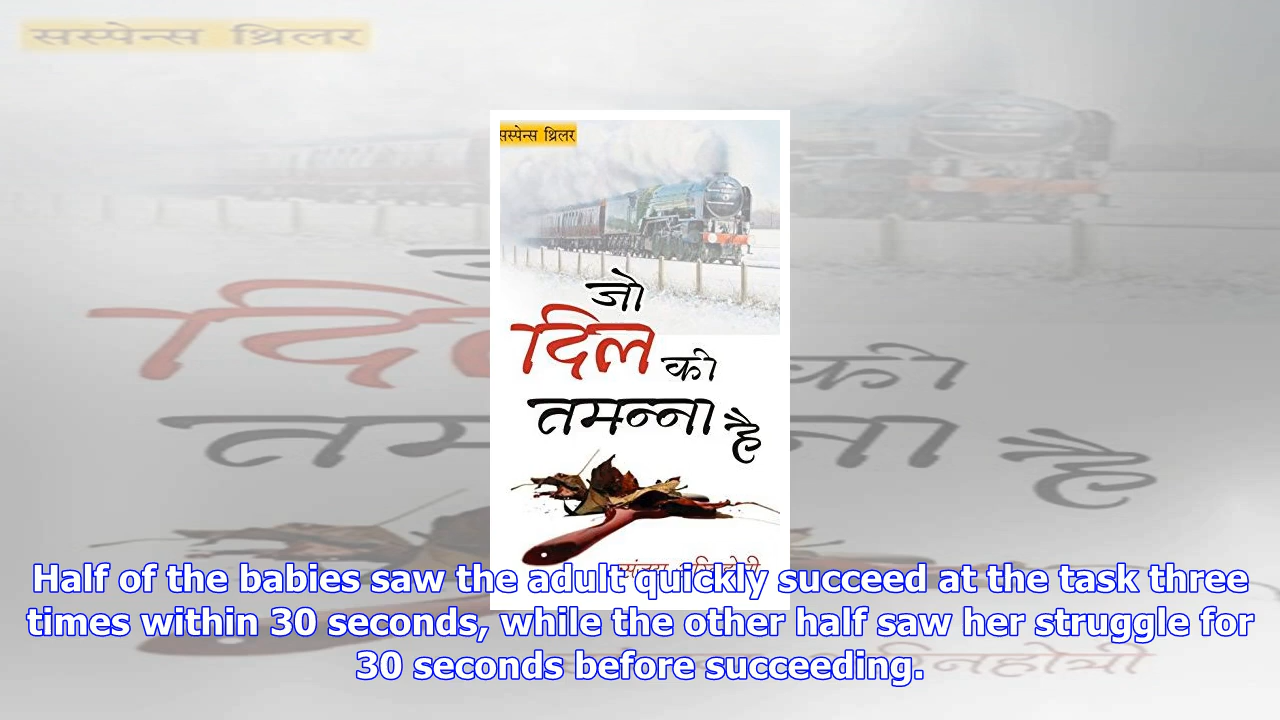 सस्पेन्स थ्रिलर
सस्पेन्स थ्रिलर
जो
दिल की
तमन्ना है
Half of the babies saw the adult quickly succeed at the task three
times within 30 seconds, while the other half saw her struggle for
30 seconds before succeeding.